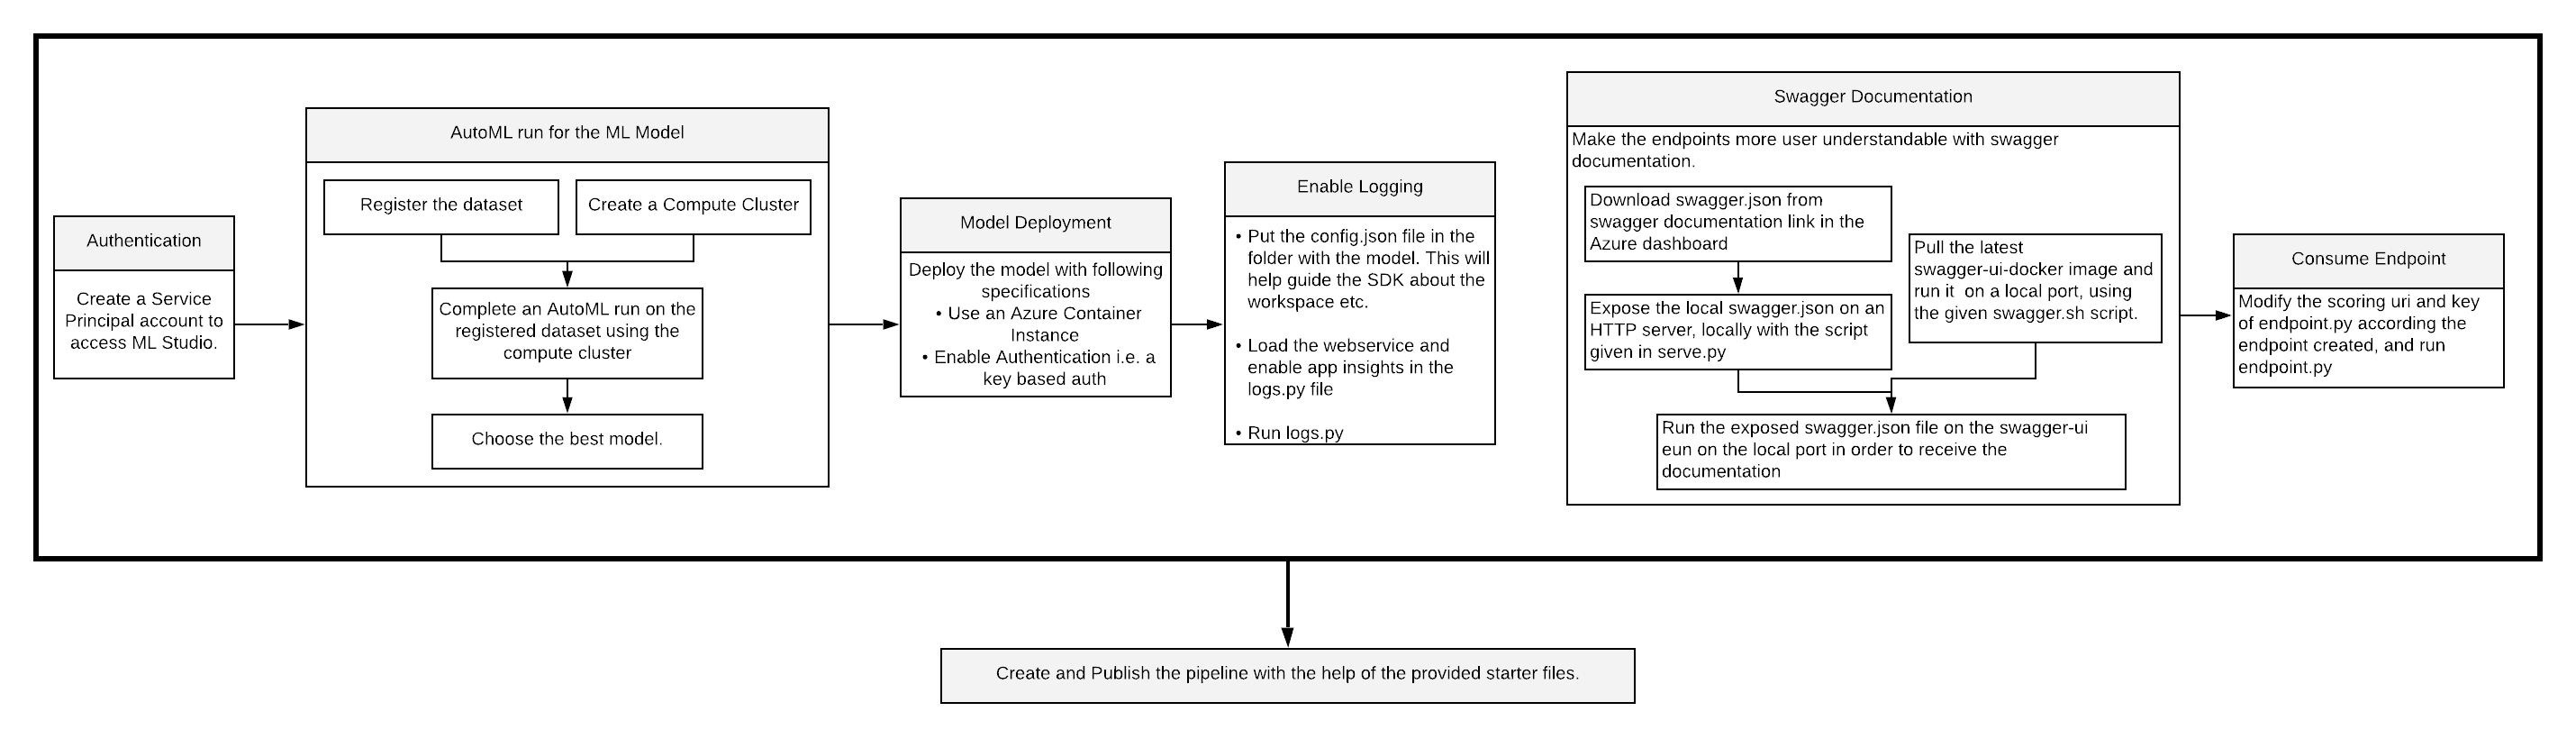 Authentication
Create a Service
Principal account to
access ML Studio.
AutoML run for the ML Model
Register the dataset
Create a Compute Cluster
Complete an AutoML run on the
registered dataset using the
compute cluster
Choose the best model.
Model Deployment
Deploy the model with following
specifications
• Use an Azure Container
Instance
• Enable Authentication i.e. a
key based auth
Enable Logging
• Put the config.json file in the
folder with the model. This will
help guide the SDK about the
workspace etc.
• Load the webservice and
enable app insights in the
logs.py file
• Run logs.py
Swagger Documentation
Make the endpoints more user understandable with swagger
documentation.
Download swagger.json from
swagger documentation link in the
Azure dashboard
Expose the local swagger.json on an
HTTP server, locally with the script
given in serve.py
Pull the latest
swagger-ui-docker image and
run it  on a local port, using
the given swagger.sh script.
Run the exposed swagger.json file on the swagger-ui
eun on the local port in order to receive the
documentation
Consume Endpoint
Modify the scoring uri and key
of endpoint.py according the
endpoint created, and run
endpoint.py
Create and Publish the pipeline with the help of the provided starter files.